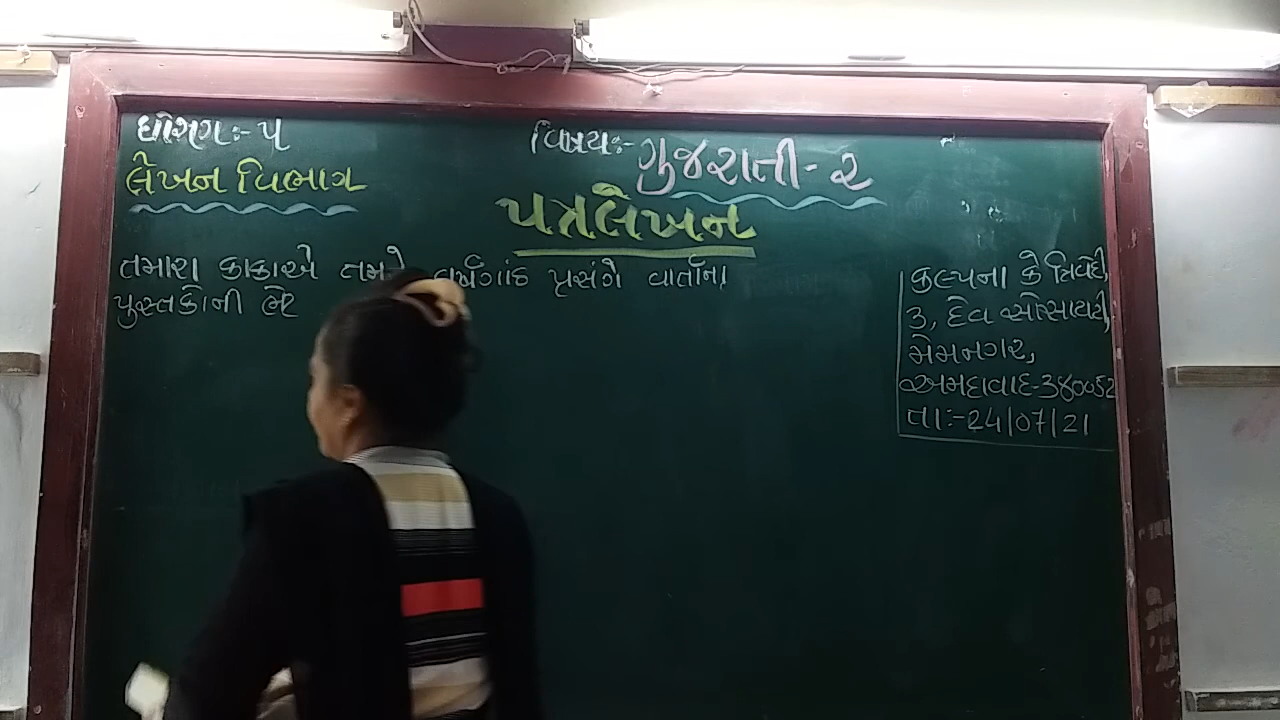 ધોરણ:- ૫
વિષય:- ગુજરાતી - ૨
લેખન વિભાગ
પત્રલેખન
તમારા કાકાએ તમને વર્ષગાંઠ પ્રસંગે વાર્તાના
પુસ્તકોની ભેટ
કલ્પના કે ત્રિવેદી,
૩, દેવ સોસાયટી,
મેમનગર,
અમદાવાદ-380052
તા:-24/07/21